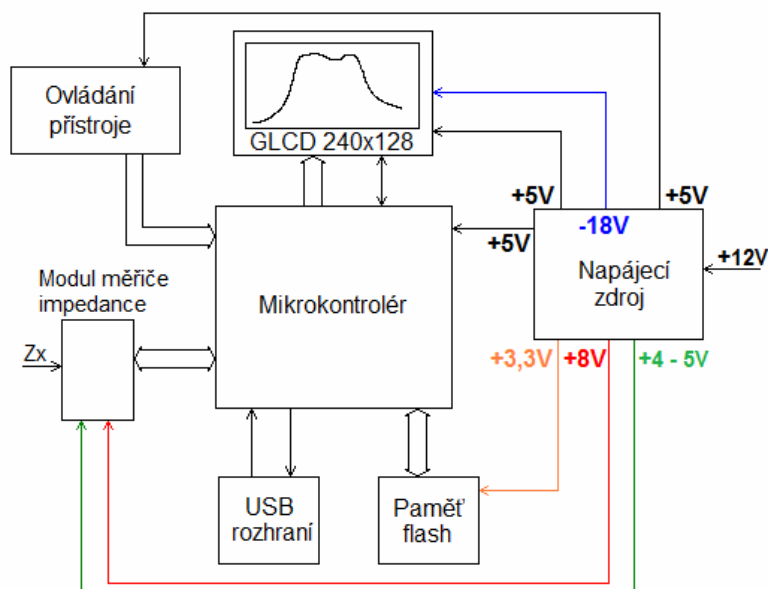 Ovládání
přístroje
GLCD 240x128
+5V
+5V
-18V
+5V
+12V
Napájecí
zdroj
Modul měřiče
impedance
Mikrokontrolér
Zx
+3,3V
+8V
+4 - 5V
USB
rozhraní
Paměť
flash